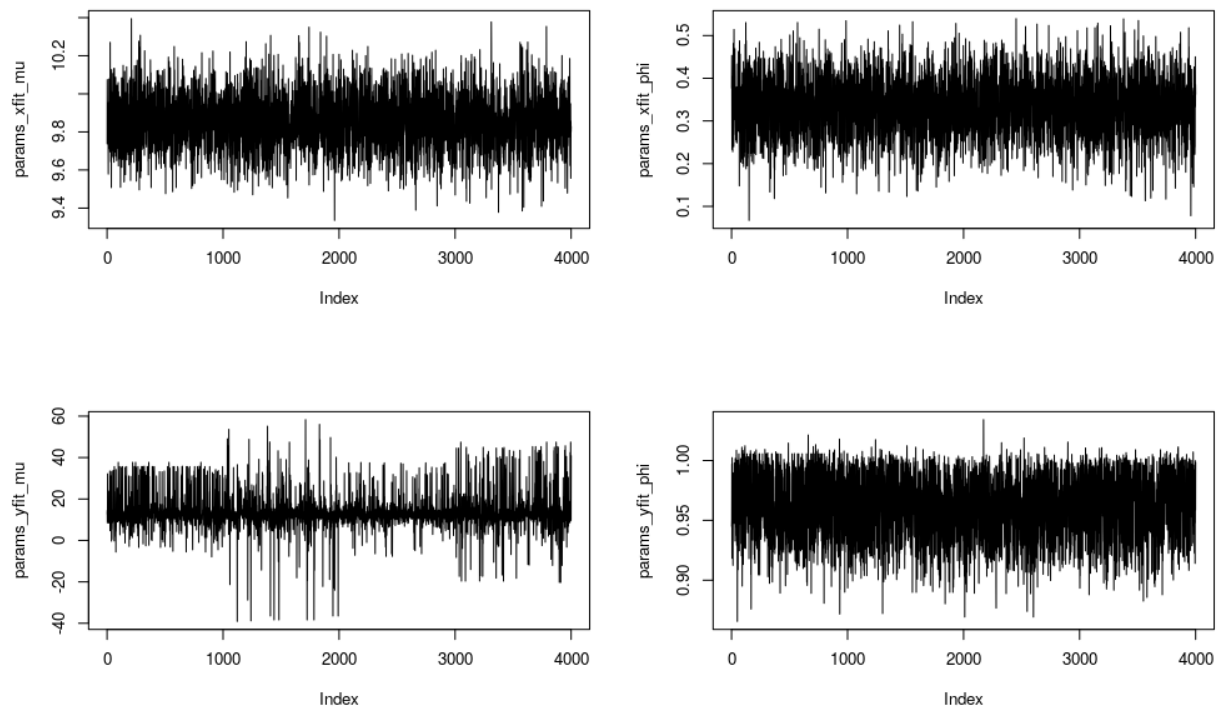 params_xfit_mu
9.4 9.6 9.8 10.2
0 1000 2000 3000 4000
Index
params_xfit_phi
0.1 0.2 0.3 0.4 0.5
0 1000 2000 3000 4000
Index
params_yfit_mu
-40 -20 0 20 40 60
0 1000 2000 3000 4000
Index
params_yfit_phi
0.90 0.95 1.00
0 1000 2000 3000 4000
Index